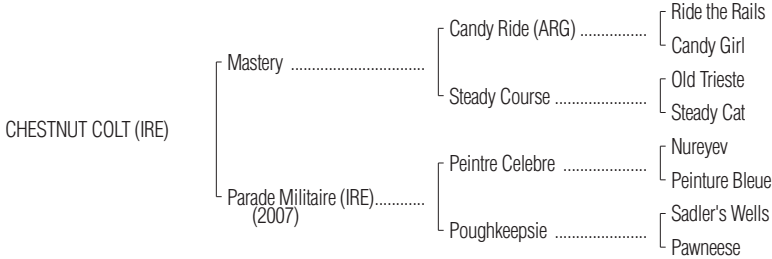 Ride the Rails
Candy Ride (ARG) ................
Candy Girl
Mastery .................................
Old Trieste
Steady Course .......................
Steady Cat
CHESTNUT COLT (IRE)
Nureyev
Peintre Celebre .....................
Peinture Bleue
Parade Militaire (IRE)............
(2007)
Sadler's Wells
Poughkeepsie .......................
Pawneese